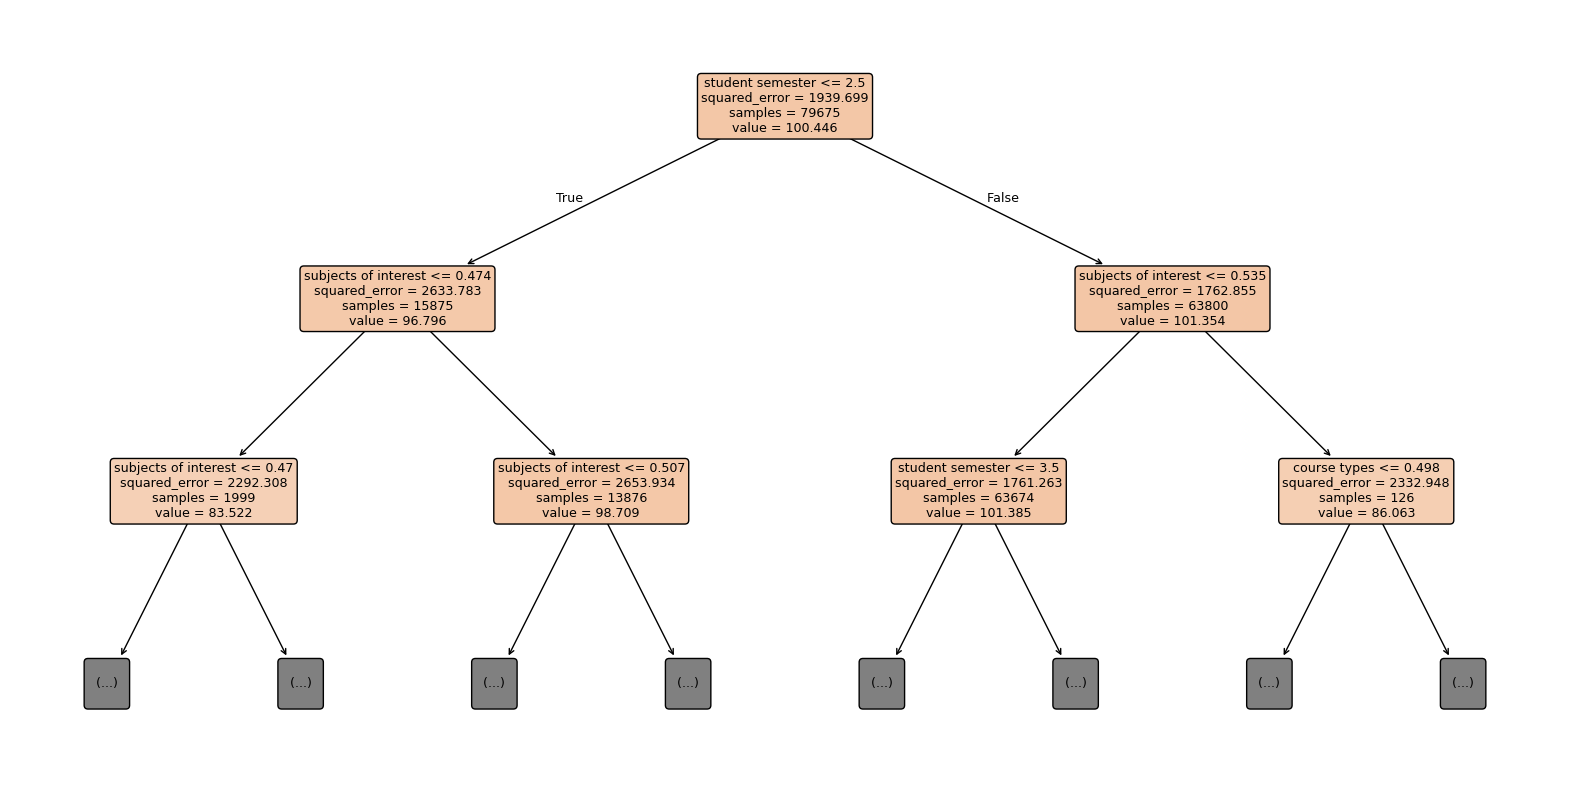 student semester <= 2.5
squared_error = 1939.699
samples = 79675
value = 100.446
True
False
subjects of interest <= 0.474
squared_error = 2633.783
samples = 15875
value = 96.796
subjects of interest <= 0.535
squared_error = 1762.855
samples = 63800
value = 101.354
subjects of interest <= 0.47
squared_error = 2292.308
samples = 1999
value = 83.522
subjects of interest <= 0.507
squared_error = 2653.934
samples = 13876
value = 98.709
student semester <= 3.5
squared_error = 1761.263
samples = 63674
value = 101.385
course types <= 0.498
squared_error = 2332.948
samples = 126
value = 86.063
(...)
(...)
(...)
(...)
(...)
(...)
(...)
(...)